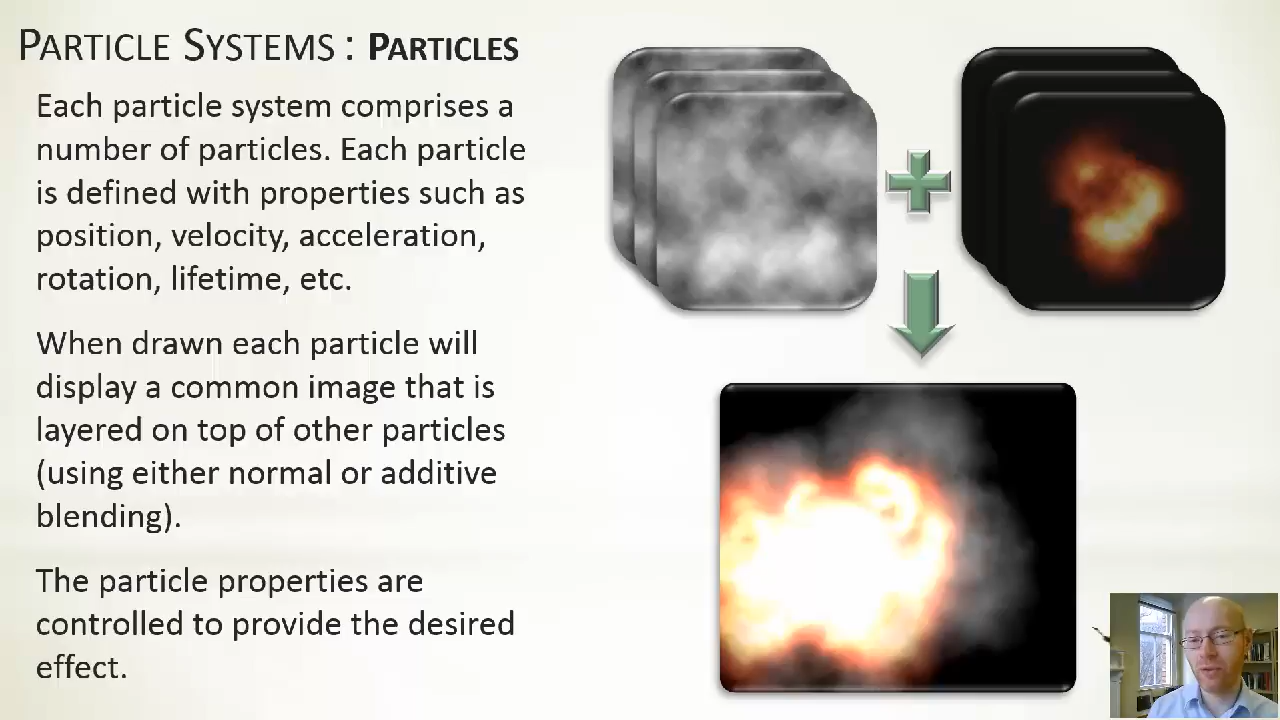 PARTICLE SYSTEMS : PARTICLES
Each particle system comprises a
number of particles. Each particle
is defined with properties such as
position, velocity, acceleration,
rotation, lifetime, etc.
When drawn each particle will
display a common image that is
layered on top of other particles
(using either normal or additive
blending).
The particle properties are
controlled to provide the desired
effect.